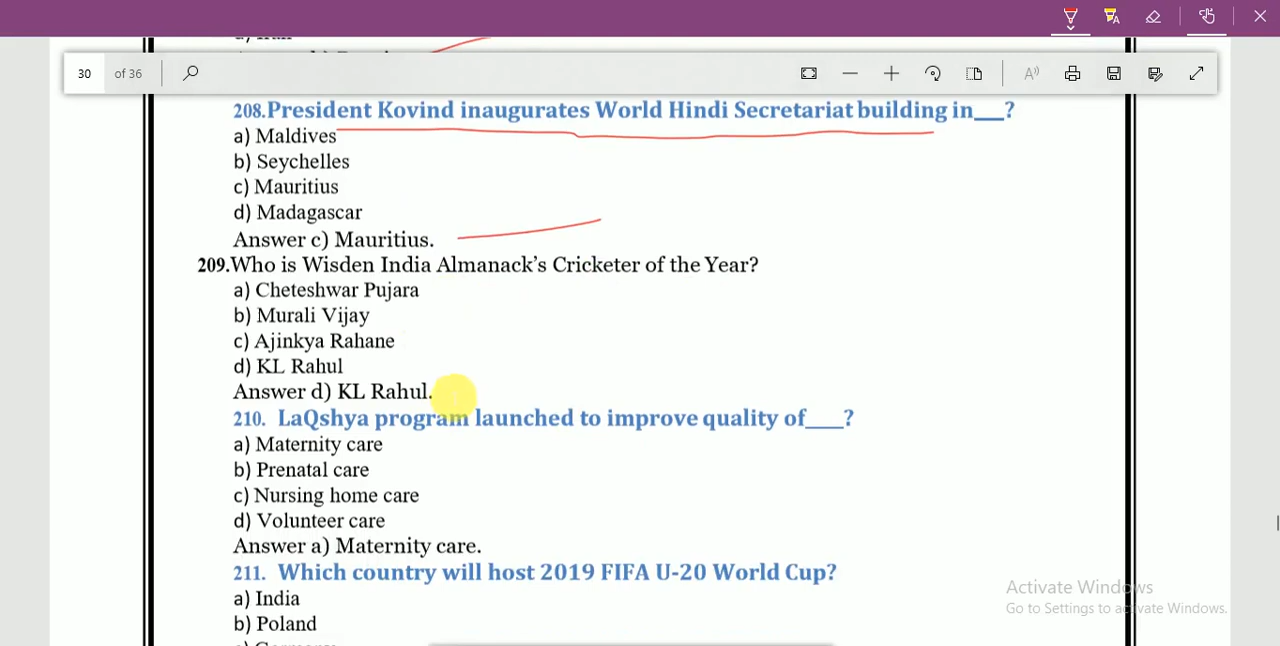 30 of 36
208.President Kovind inaugurates World Hindi Secretariat building in___?
a) Maldives
b) Seychelles
c) Mauritius
d) Madagascar
Answer c) Mauritius.
209.Who is Wisden India Almanack’s Cricketer of the Year?
a) Cheteshwar Pujara
b) Murali Vijay
c) Ajinkya Rahane
d) KL Rahul
Answer d) KL Rahul.
210. LaQshya program launched to improve quality of____?
a) Maternity care
b) Prenatal care
c) Nursing home care
d) Volunteer care
Answer a) Maternity care.
211. Which country will host 2019 FIFA U-20 World Cup?
a) India
b) Poland
Activate Windows
Go to Settings to activate Windows.